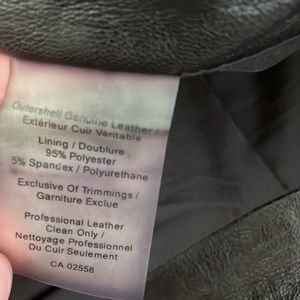 Outershell Genuine Leather /
Extérieur Cuir Véritable
Lining / Doublure
95% Polyester
5% Spandex / Polyurethane
Exclusive Of Trimmings /
Garniture Exclue
Professional Leather
Clean Only /
Nettoyage Professionnel
Du Cuir Seulement
CA 02558